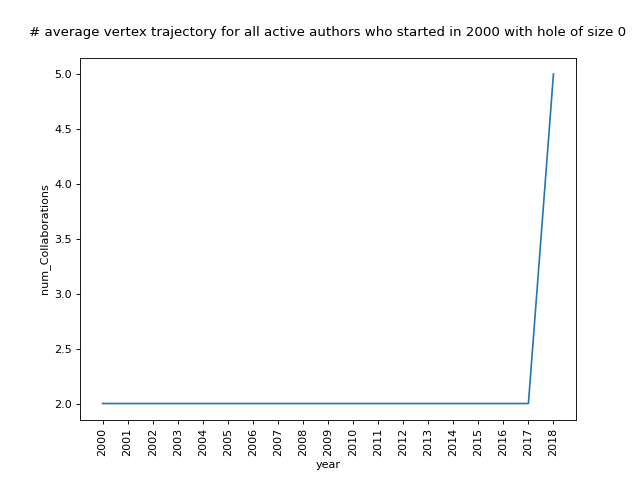 # average vertex trajectory for all active authors who started in 2000 with hole of size 0
5.0
4.5
4.0
3.5
3.0
2.5
2.0
num_Collaborations
2000 2001 2002 2003 2004 2005 2006 2007 2008 2009 2010 2011 2012 2013 2014 2015 2016 2017 2018
year